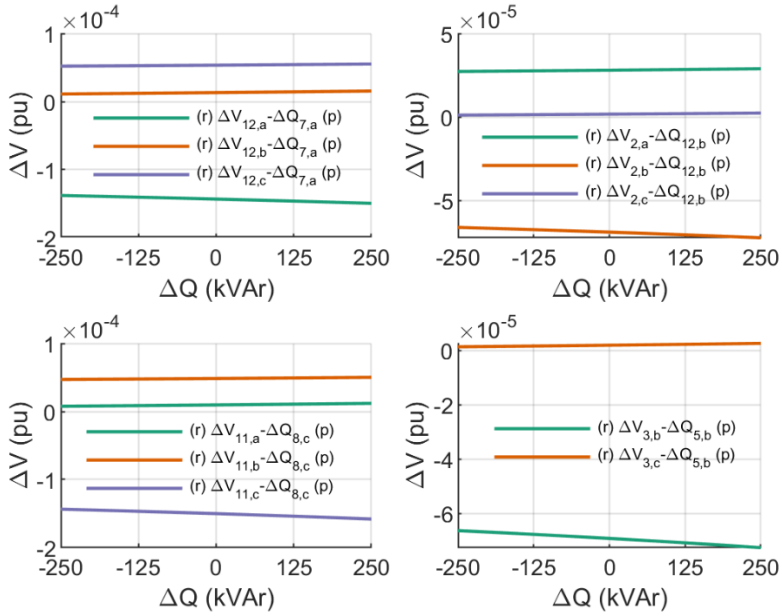 ×10⁻⁴
1
0
-1
-2
ΔV (pu)
(r) ΔV₁₂,ₐ-ΔQ₇,ₐ (p)
(r) ΔV₁₂,b-ΔQ₇,ₐ (p)
(r) ΔV₁₂,c-ΔQ₇,ₐ (p)
-250 -125 0 125 250
ΔQ (kVAr)
×10⁻⁵
5
0
-5
ΔV (pu)
(r) ΔV₂,ₐ-ΔQ₁₂,b (p)
(r) ΔV₂,b-ΔQ₁₂,b (p)
(r) ΔV₂,c-ΔQ₁₂,b (p)
-250 -125 0 125 250
ΔQ (kVAr)
×10⁻⁴
1
0
-1
-2
ΔV (pu)
(r) ΔV₁₁,ₐ-ΔQ₈,c (p)
(r) ΔV₁₁,b-ΔQ₈,c (p)
(r) ΔV₁₁,c-ΔQ₈,c (p)
-250 -125 0 125 250
ΔQ (kVAr)
×10⁻⁵
0
-2
-4
-6
ΔV (pu)
(r) ΔV₃,b-ΔQ₅,b (p)
(r) ΔV₃,c-ΔQ₅,b (p)
-250 -125 0 125 250
ΔQ (kVAr)